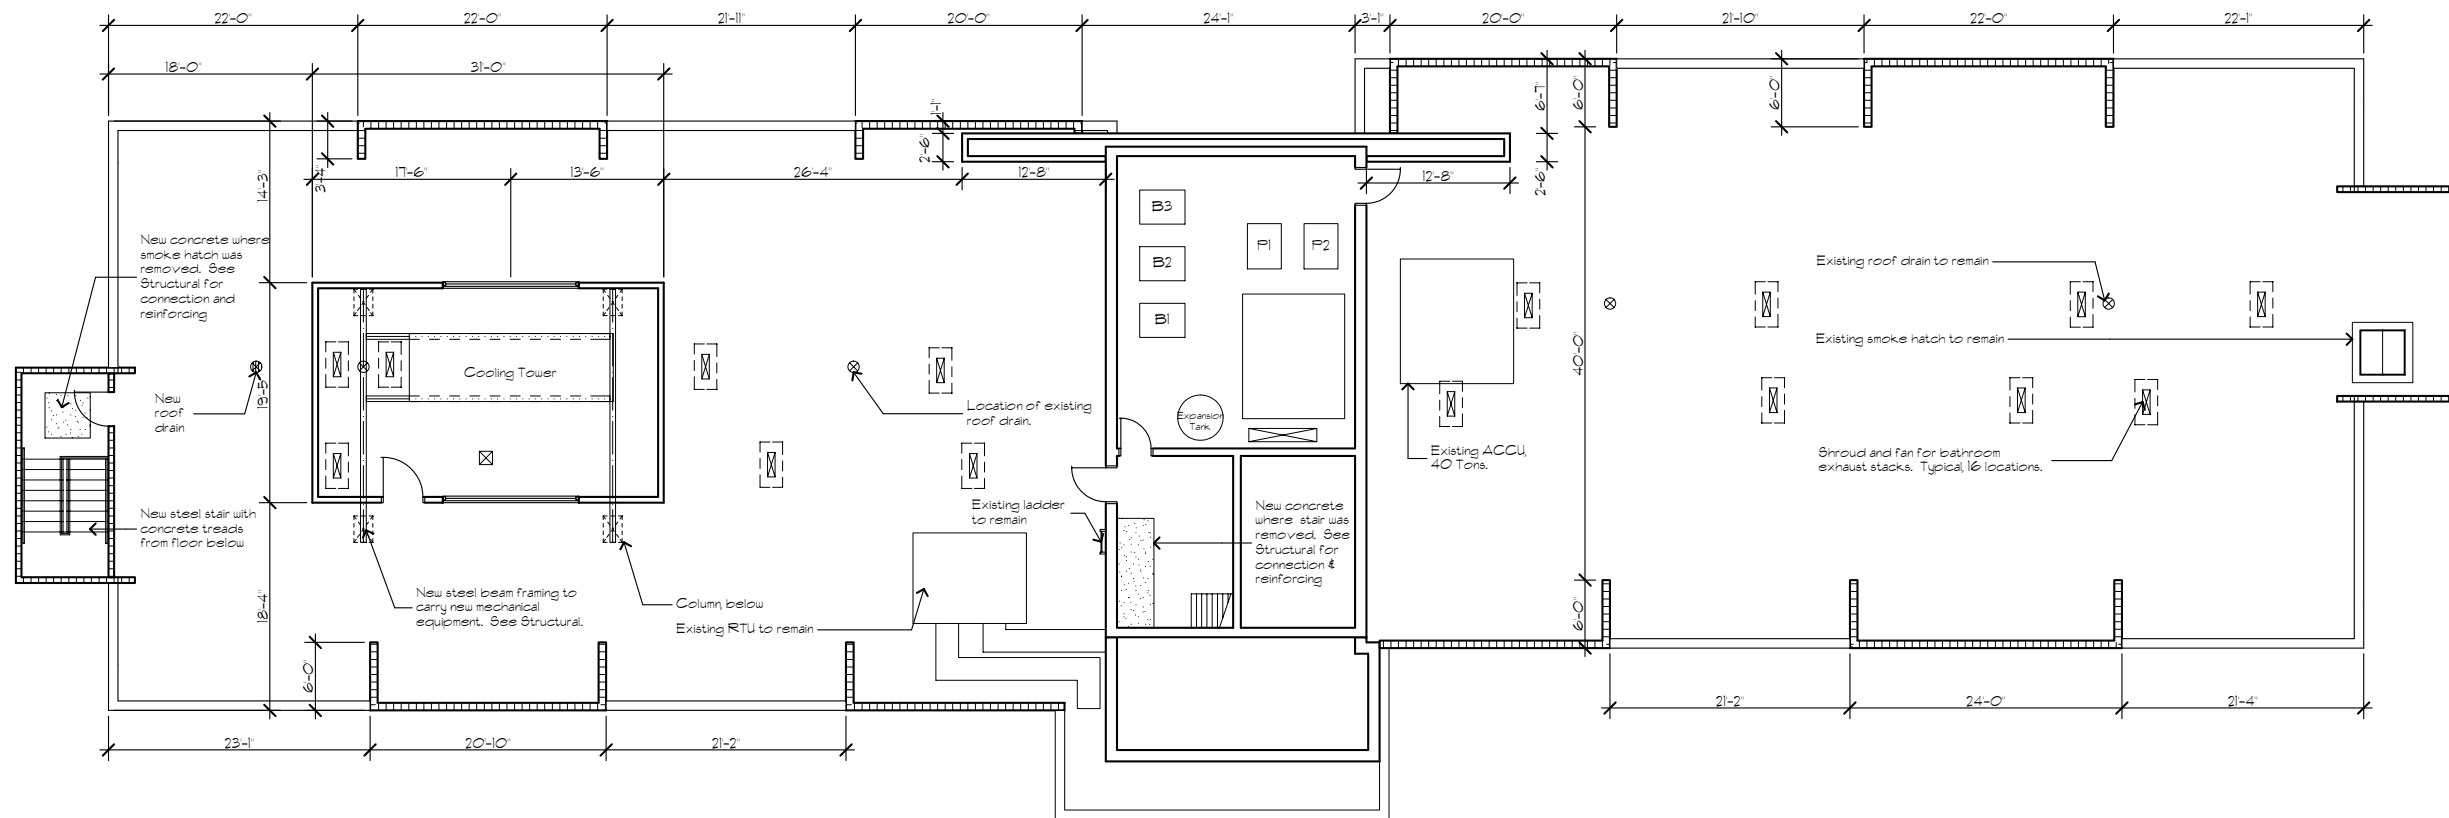 22'-0"
22'-0"
21'-11"
20'-0"
24'-1"
3'-1"
20'-0"
21'-10"
22'-0"
22'-1"
18'-0"
31'-0"
1'-1"
2'-6"
6'-7"
6'-0"
6'-0"
3'-4"
14'-3"
17'-6"
13'-6"
26'-4"
12'-8"
12'-8"
2'-6"
New concrete where
smoke hatch was
removed. See
Structural for
connection and
reinforcing
B3
B2
B1
P1
P2
Existing roof drain to remain
Existing smoke hatch to remain
Cooling Tower
19'-5"
40'-0"
New
roof
drain
Location of existing
roof drain.
Expansion
Tank
Existing ACCU,
40 Tons.
Shroud and fan for bathroom
exhaust stacks. Typical, 16 locations.
New steel stair with
concrete treads
from floor below
Existing ladder
to remain
New concrete
where stair was
removed. See
Structural for
connection &
reinforcing
18'-4"
New steel beam framing to
carry new mechanical
equipment. See Structural.
Column, below
Existing RTU to remain
6'-0"
6'-0"
23'-1"
20'-10"
21'-2"
21'-2"
24'-0"
21'-4"